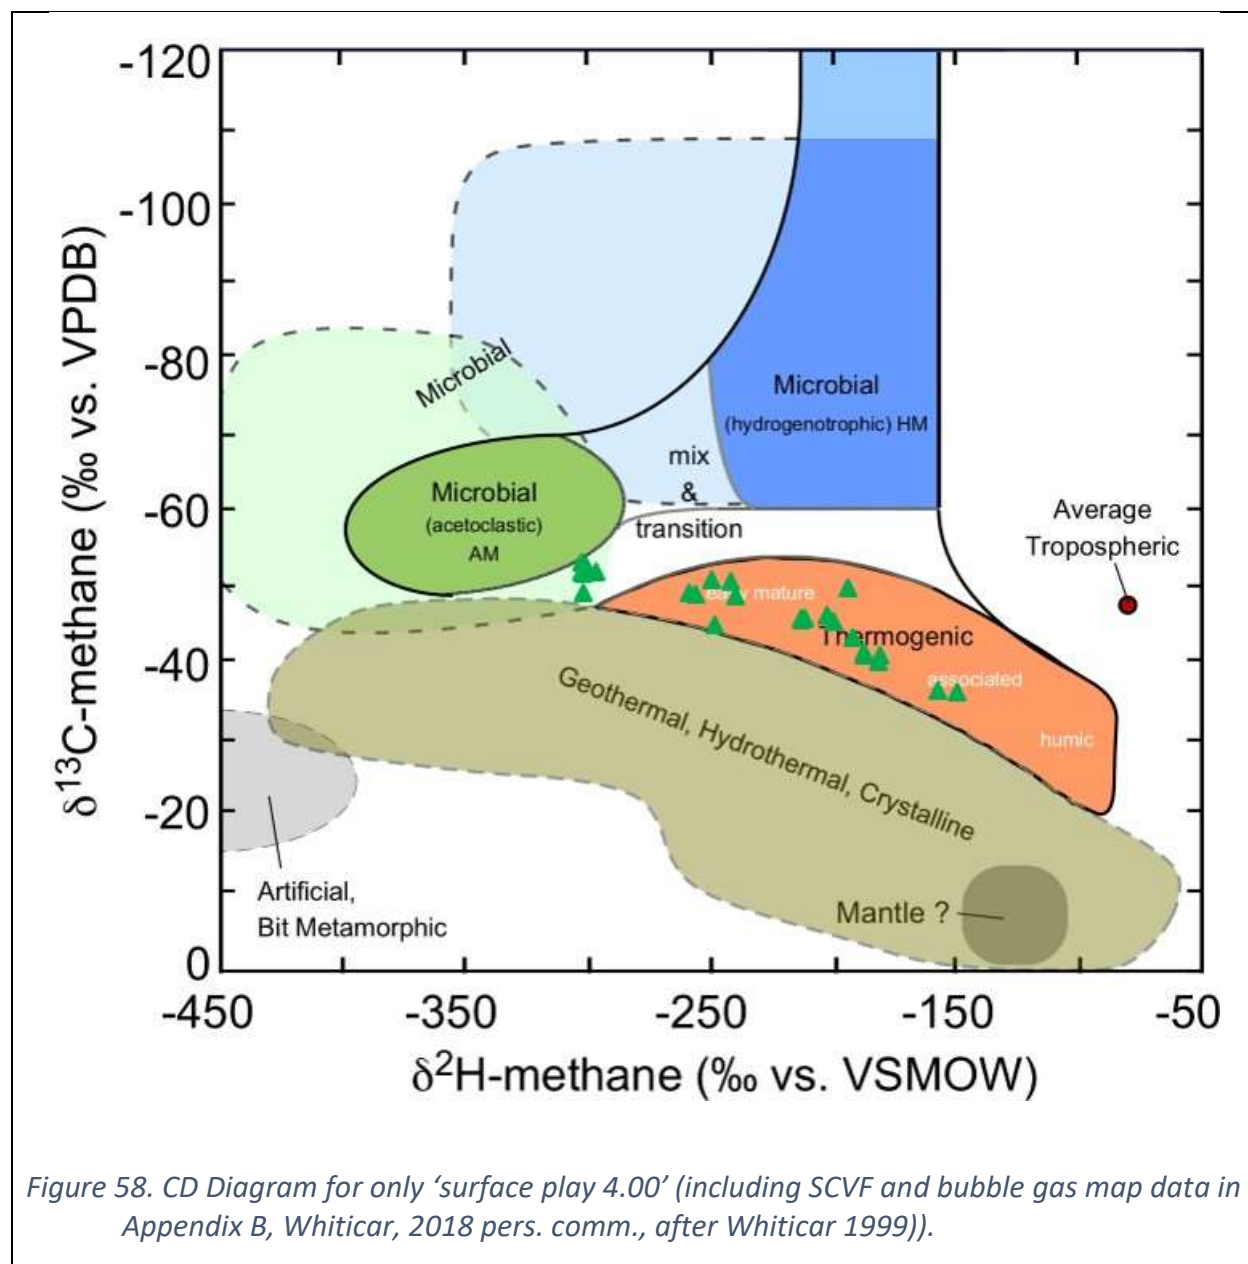 -120
-100
-80
-60
-40
-20
0
δ13C-methane (‰ vs. VPDB)
Microbial
Microbial
(hydrogenotrophic) HM
mix
&
transition
Microbial
(acetoclastic)
AM
Average
Tropospheric
early mature
Thermogenic
associated
humic
Geothermal, Hydrothermal, Crystalline
Artificial,
Bit Metamorphic
Mantle ?
-450 -350 -250 -150 -50
δ2H-methane (‰ vs. VSMOW)
Figure 58. CD Diagram for only ‘surface play 4.00’ (including SCVF and bubble gas map data in
Appendix B, Whiticar, 2018 pers. comm., after Whiticar 1999)).